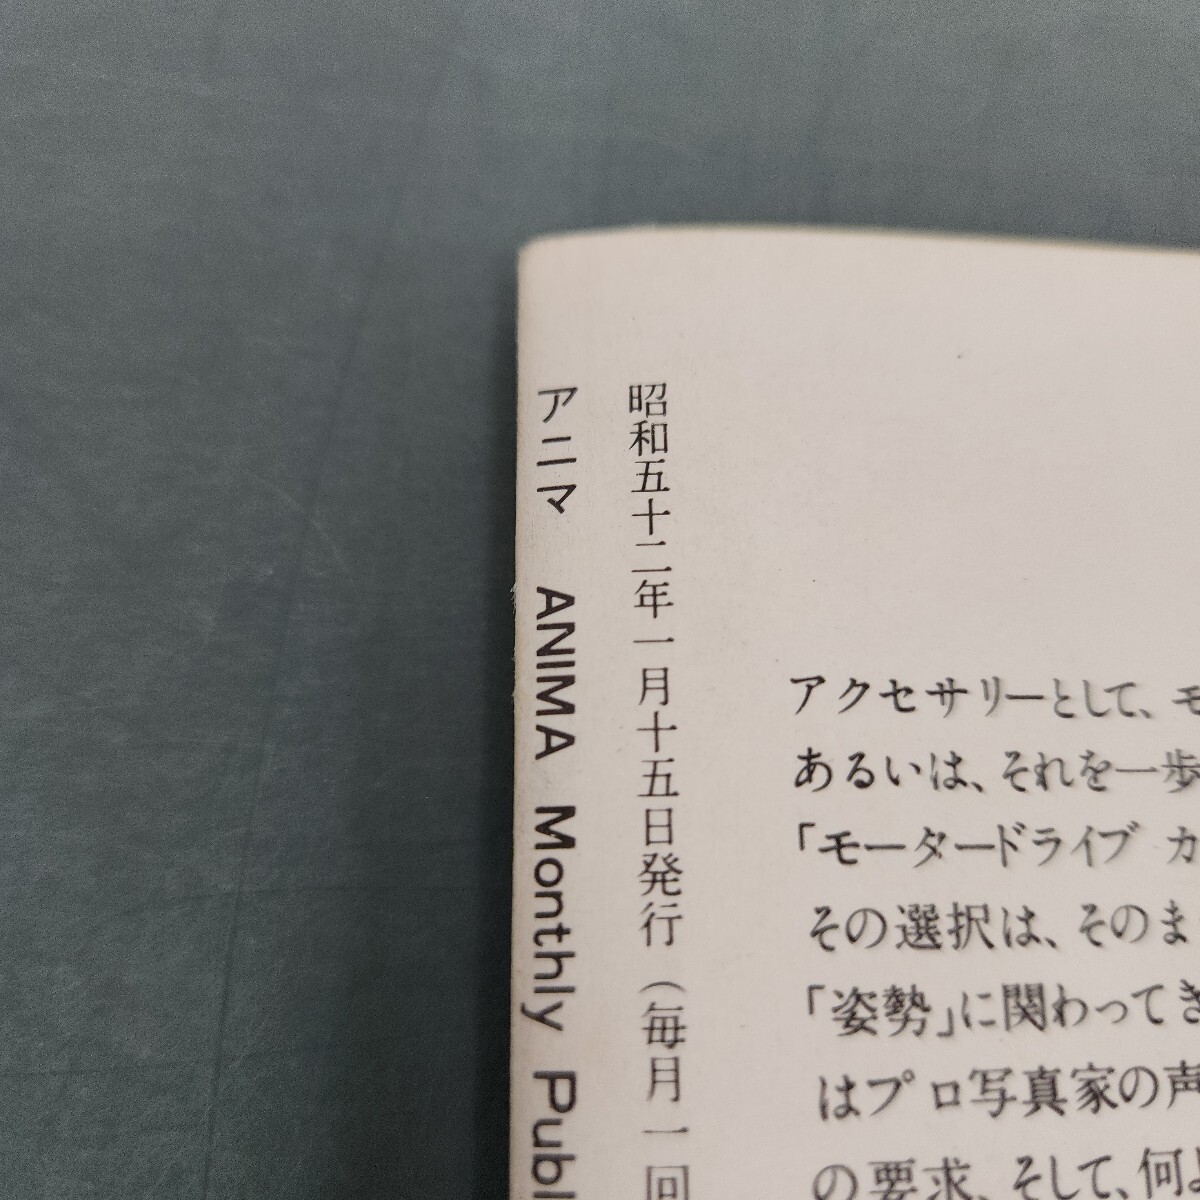 アニマ ANIMA Monthly Publ
昭和五十二年一月十五日発行（毎月一回
アクセサリーとして、モ
あるいは、それを一歩
「モータードライブ カ
その選択は、そのま
「姿勢」に関わってき
はプロ写真家の声
の要求、そして、何よ